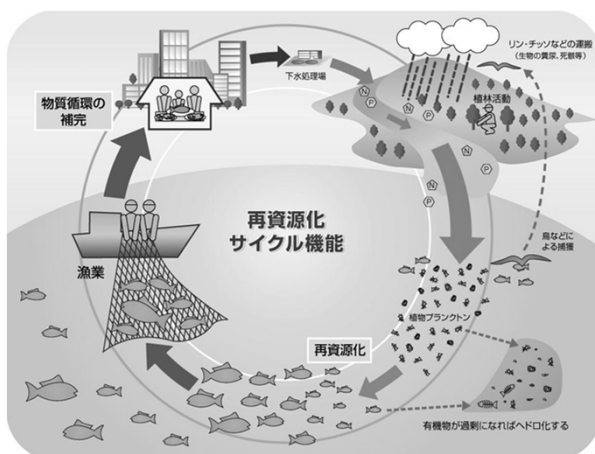 リン・チッソなどの運搬
(生物の糞尿、死骸等)
下水処理場
植林活動
物質循環の
補完
N
P
N
P
N
P
N
P
再資源化
サイクル機能
鳥などに
よる捕獲
漁業
植物プランクトン
再資源化
有機物が過剰になればヘドロ化する